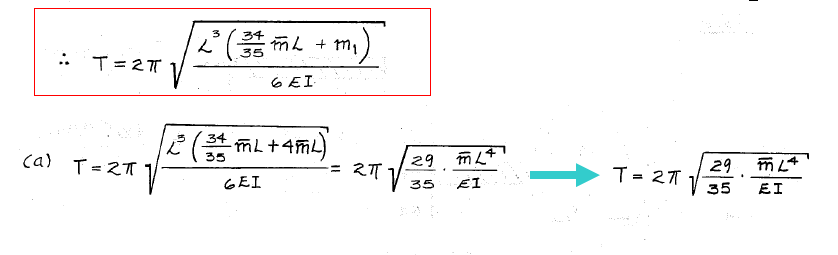 ∴ T = 2π √(L³ (34/35 m̄L + m₁) / 6EI)
(a) T = 2π √(L³ (34/35 m̄L + 4m̄L) / 6EI) = 2π √(29/35 · m̄L⁴/EI) → T = 2π √(29/35 · m̄L⁴/EI)